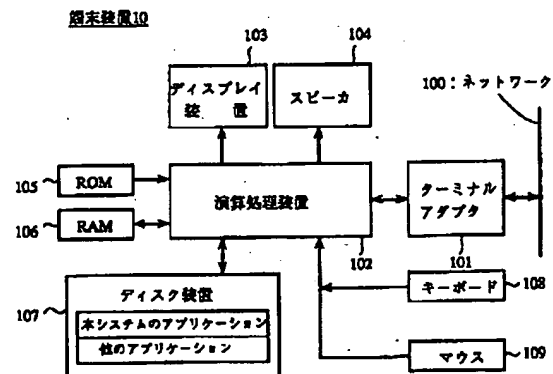 端末装置10
103
104
ディスプレイ
装 置
スピーカ
100：ネットワーク
105
ROM
演算処理装置
ターミナル
アダプタ
106
RAM
102
101
107
ディスク装置
本システムのアプリケーション
他のアプリケーション
キーボード
108
マウス
109